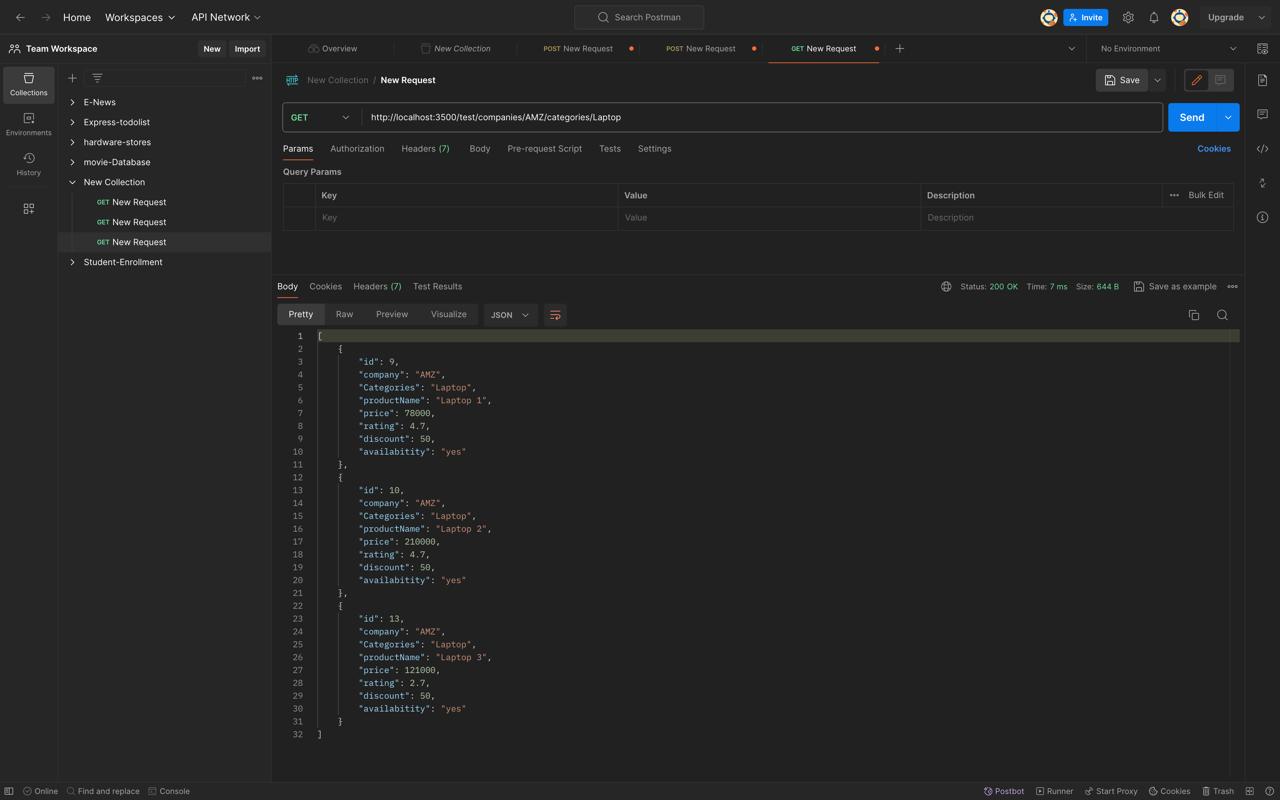 Home Workspaces API Network Search Postman Invite Upgrade
Team Workspace New Import Overview New Collection POST New Request POST New Request GET New Request No Environment
Collections
Environments
History
E-News
Express-todolist
hardware-stores
movie-Database
New Collection
GET New Request
GET New Request
GET New Request
Student-Enrollment
HTTP New Collection / New Request Save
GET http://localhost:3500/test/companies/AMZ/categories/Laptop Send
Params Authorization Headers (7) Body Pre-request Script Tests Settings Cookies
Query Params
Key Value Description Bulk Edit
Key Value Description
Body Cookies Headers (7) Test Results Status: 200 OK Time: 7 ms Size: 644 B Save as example
Pretty Raw Preview Visualize JSON
1 [
2 {
3 "id": 9,
4 "company": "AMZ",
5 "Categories": "Laptop",
6 "productName": "Laptop 1",
7 "price": 78000,
8 "rating": 4.7,
9 "discount": 50,
10 "availabitity": "yes"
11 },
12 {
13 "id": 10,
14 "company": "AMZ",
15 "Categories": "Laptop",
16 "productName": "Laptop 2",
17 "price": 210000,
18 "rating": 4.7,
19 "discount": 50,
20 "availabitity": "yes"
21 },
22 {
23 "id": 13,
24 "company": "AMZ",
25 "Categories": "Laptop",
26 "productName": "Laptop 3",
27 "price": 121000,
28 "rating": 2.7,
29 "discount": 50,
30 "availabitity": "yes"
31 }
32 ]
Online Find and replace Console Postbot Runner Start Proxy Cookies Trash